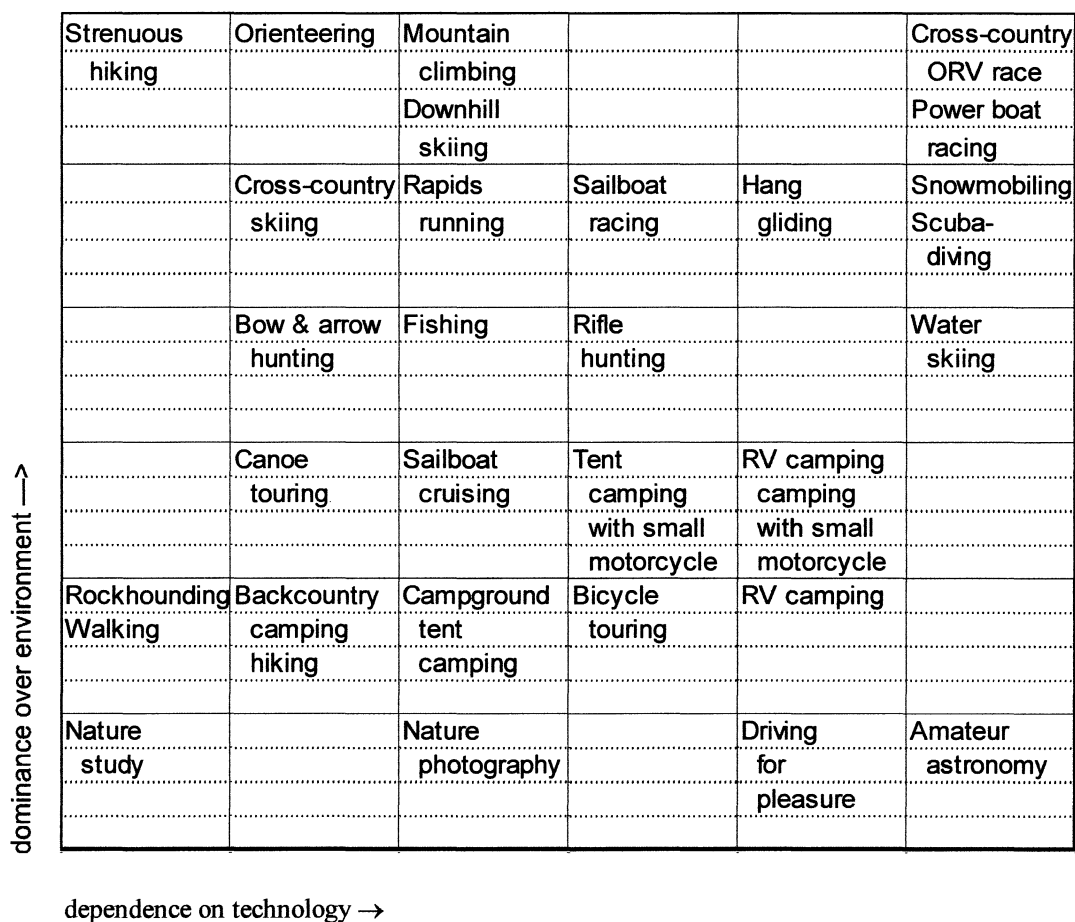 Strenuous Orienteering Mountain Cross-country
hiking climbing ORV race
Downhill Power boat
skiing racing
Cross-country Rapids Sailboat Hang Snowmobiling
skiing running racing gliding Scuba-
diving
Bow & arrow Fishing Rifle Water
hunting hunting skiing
Canoe Sailboat Tent RV camping
touring cruising camping camping
with small with small
motorcycle motorcycle
Rockhounding Backcountry Campground Bicycle RV camping
Walking camping tent touring
hiking camping
Nature Nature Driving Amateur
study photography for astronomy
pleasure
dominance over environment —>
dependence on technology →